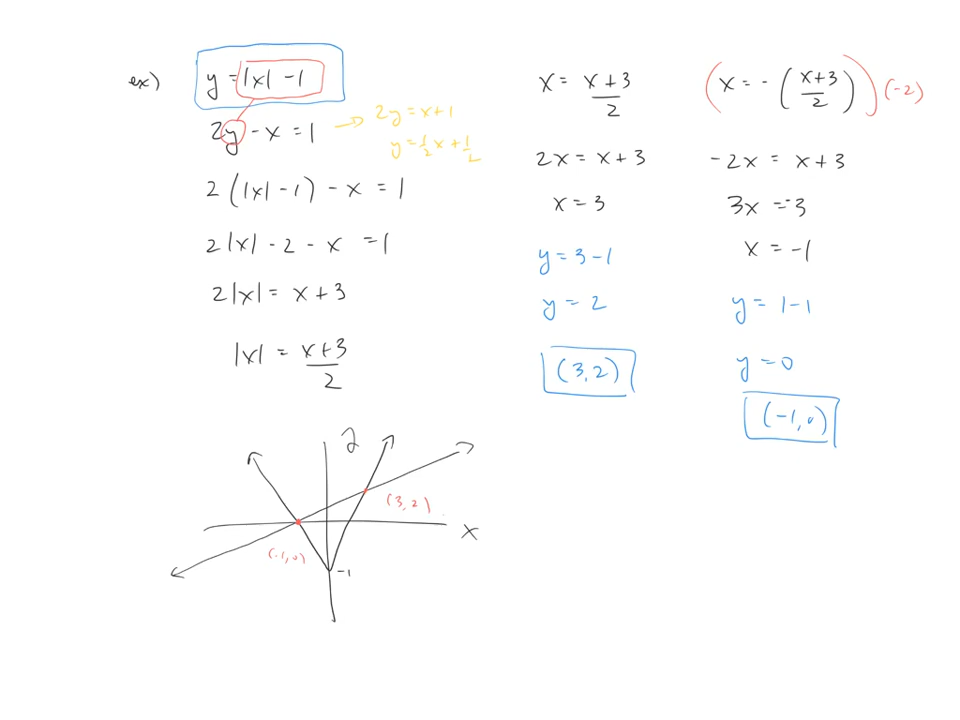 ex) y = |x| - 1
2y - x = 1 → 2y = x + 1
y = 1/2 x + 1/2
2(|x| - 1) - x = 1
2|x| - 2 - x = 1
2|x| = x + 3
|x| = (x+3)/2
x = (x+3)/2
2x = x + 3
x = 3
y = 3 - 1
y = 2
(3,2)
(x = -((x+3)/2))(-2)
-2x = x + 3
3x = -3
x = -1
y = 1 - 1
y = 0
(-1,0)
(3,2)
x
(-1,0)
-1